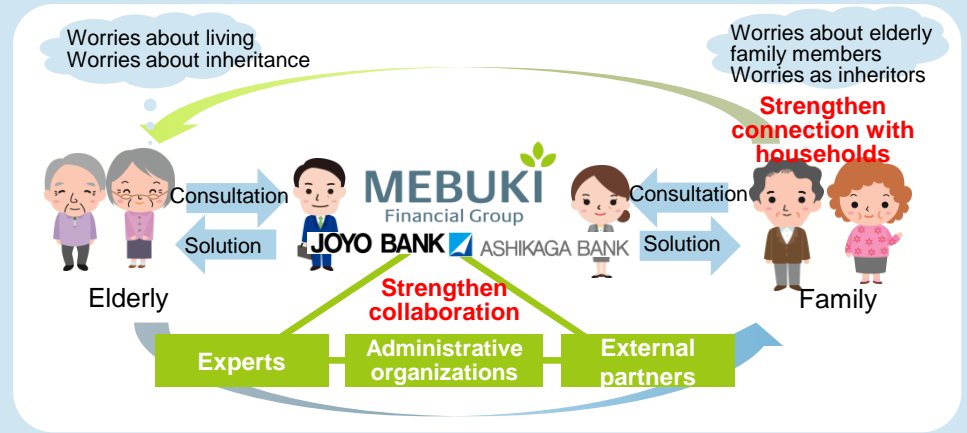 Worries about living
Worries about inheritance
Worries about elderly
family members
Worries as inheritors
Strengthen
connection with
households
Consultation
Solution
MEBUKI
Financial Group
JOYO BANK
ASHIKAGA BANK
Consultation
Solution
Elderly
Family
Strengthen
collaboration
Experts
Administrative
organizations
External
partners